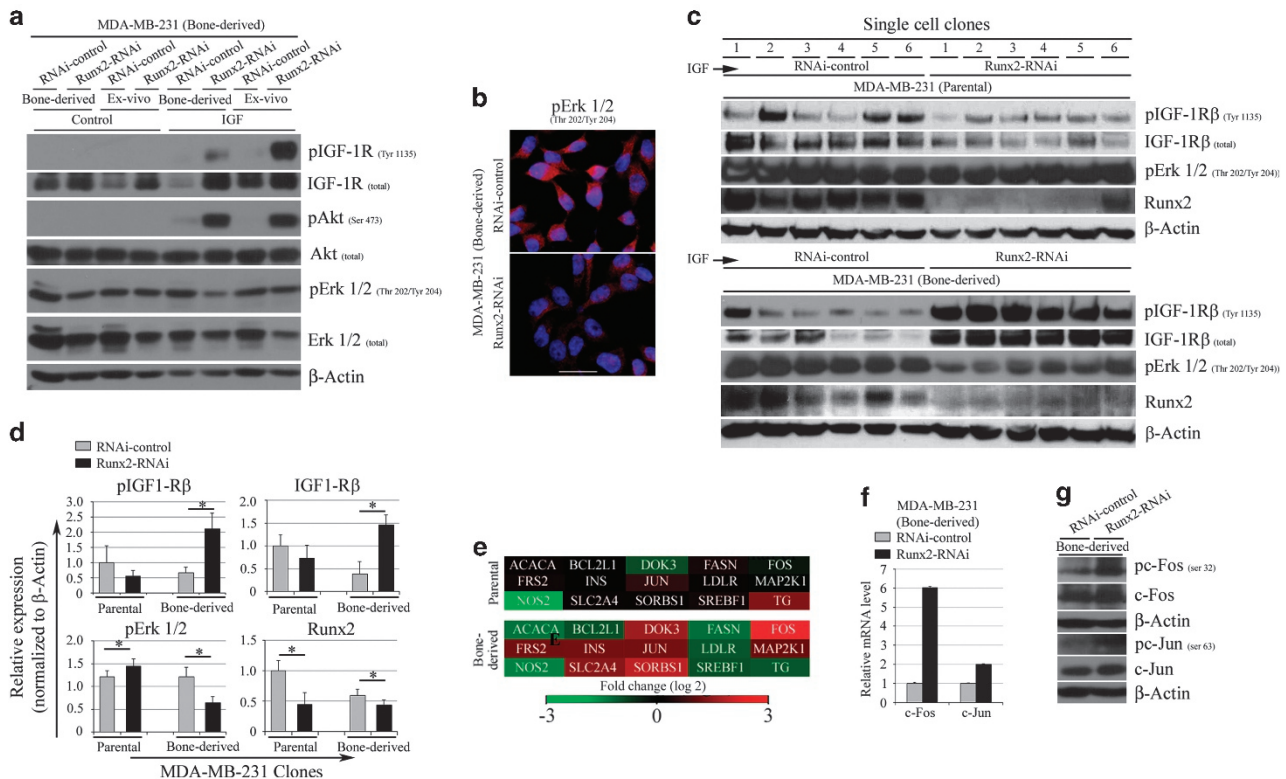 a
MDA-MB-231 (Bone-derived)
RNAi-control
Runx2-RNAi
RNAi-control
Runx2-RNAi
RNAi-control
Runx2-RNAi
RNAi-control
Runx2-RNAi
Bone-derived Ex-vivo Bone-derived Ex-vivo
Control IGF
pIGF-1R (Tyr 1135)
IGF-1R (total)
pAkt (Ser 473)
Akt (total)
pErk 1/2 (Thr 202/Tyr 204)
Erk 1/2 (total)
β-Actin
b
pErk 1/2
(Thr 202/Tyr 204)
MDA-MB-231 (Bone-derived)
RNAi-control
Runx2-RNAi
c
Single cell clones
1 2 3 4 5 6 1 2 3 4 5 6
IGF RNAi-control Runx2-RNAi
MDA-MB-231 (Parental)
pIGF-1Rβ (Tyr 1135)
IGF-1Rβ (total)
pErk 1/2 (Thr 202/Tyr 204))
Runx2
β-Actin
IGF RNAi-control Runx2-RNAi
MDA-MB-231 (Bone-derived)
pIGF-1Rβ (Tyr 1135)
IGF-1Rβ (total)
pErk 1/2 (Thr 202/Tyr 204))
Runx2
β-Actin
d
RNAi-control
Runx2-RNAi
Relative expression
(normalized to β-Actin)
pIGF1-Rβ
3.0
2.5
2.0
1.5
1.0
0.5
0
*
Parental Bone-derived
IGF1-Rβ
2.0
1.5
1.0
0.5
0
*
Parental Bone-derived
pErk 1/2
2.0
1.5
1.0
0.5
0
* *
Parental Bone-derived
Runx2
1.5
1.0
0.5
0
* *
Parental Bone-derived
MDA-MB-231 Clones
e
Parental
ACACA BCL2L1 DOK3 FASN FOS
FRS2 INS JUN LDLR MAP2K1
NOS2 SLC2A4 SORBS1 SREBF1 TG
Bone-derived
ACACA BCL2L1 DOK3 FASN FOS
E
FRS2 INS JUN LDLR MAP2K1
NOS2 SLC2A4 SORBS1 SREBF1 TG
Fold change (log 2)
-3 0 3
f
MDA-MB-231
(Bone-derived)
RNAi-control
Runx2-RNAi
Relative mRNA level
7
6
5
4
3
2
1
0
c-Fos c-Jun
g
RNAi-control
Runx2-RNAi
Bone-derived
pc-Fos (ser 32)
c-Fos
β-Actin
pc-Jun (ser 63)
c-Jun
β-Actin